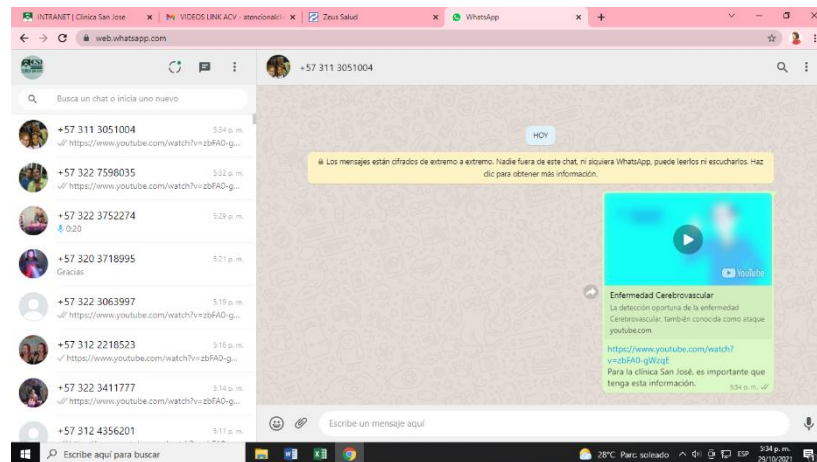 INTRANET | Clinica San Jose
VIDEOS LINK ACV - atencionalcli
Zeus Salud
WhatsApp
web.whatsapp.com
+57 311 3051004
Busca un chat o inicia uno nuevo
+57 311 3051004 5:34 p. m.
https://www.youtube.com/watch?v=zbFA0-g...
+57 322 7598035 5:32 p. m.
https://www.youtube.com/watch?v=zbFA0-g...
+57 322 3752274 5:29 p. m.
0:20
+57 320 3718995 5:21 p. m.
Gracias
+57 322 3063997 5:19 p. m.
https://www.youtube.com/watch?v=zbFA0-g...
+57 312 2218523 5:16 p. m.
https://www.youtube.com/watch?v=zbFA0-g...
+57 322 3411777 5:14 p. m.
https://www.youtube.com/watch?v=zbFA0-g...
+57 312 4356201 5:11 p. m.
HOY
Los mensajes están cifrados de extremo a extremo. Nadie fuera de este chat, ni siquiera WhatsApp, puede leerlos ni escucharlos. Haz
clic para obtener más información.
YouTube
Enfermedad Cerebrovascular
La detección oportuna de la enfermedad
Cerebrovascular, también conocida como ataque
youtube.com
https://www.youtube.com/watch?
v=zbFA0-gWzqE
Para la clínica San José, es importante que
tenga esta información. 5:34 p. m.
Escribe un mensaje aquí
Escribe aquí para buscar
28°C Parc. soleado
ESP
5:34 p. m.
29/10/2021